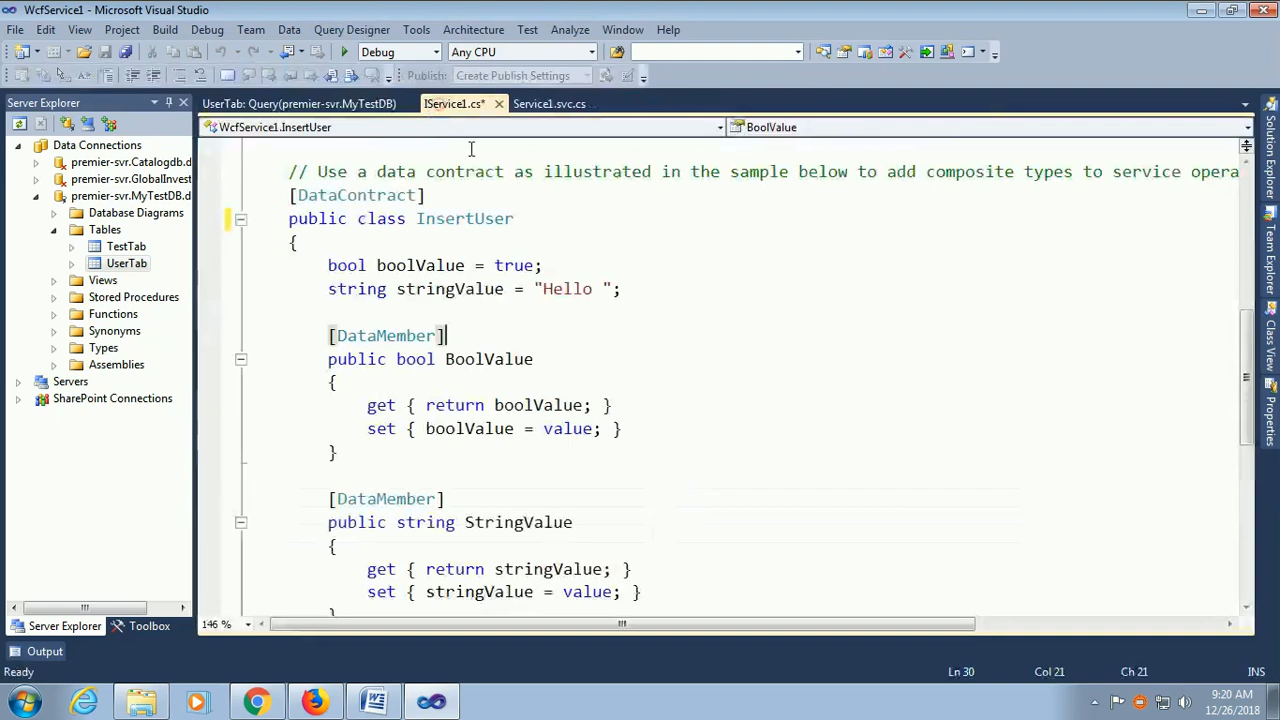 WcfService1 - Microsoft Visual Studio
File Edit View Project Build Debug Team Data Query Designer Tools Architecture Test Analyze Window Help
Debug Any CPU
Publish: Create Publish Settings
Server Explorer
UserTab: Query(premier-svr.MyTestDB) IService1.cs* Service1.svc.cs
WcfService1.InsertUser BoolValue
Data Connections
premier-svr.Catalogdb.d
premier-svr.GlobalInvest
premier-svr.MyTestDB.d
Database Diagrams
Tables
TestTab
UserTab
Views
Stored Procedures
Functions
Synonyms
Types
Assemblies
Servers
SharePoint Connections
// Use a data contract as illustrated in the sample below to add composite types to service opera
[DataContract]
public class InsertUser
{
bool boolValue = true;
string stringValue = "Hello ";
[DataMember]
public bool BoolValue
{
get { return boolValue; }
set { boolValue = value; }
}
[DataMember]
public string StringValue
{
get { return stringValue; }
set { stringValue = value; }
}
Solution Explorer
Team Explorer
Class View
Properties
Server Explorer Toolbox
146 %
Output
Ready Ln 30 Col 21 Ch 21 INS
9:20 AM
12/26/2018